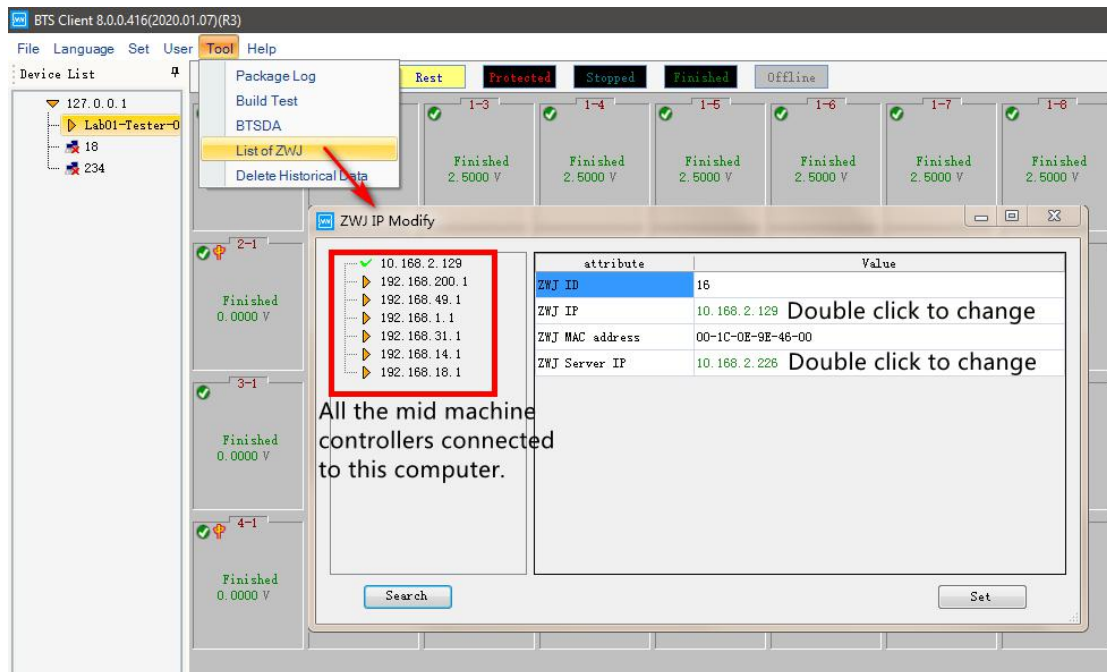 BTS Client 8.0.0.416(2020.01.07)(R3)
File Language Set User Tool Help
Device List
Package Log
Build Test
BTSDA
List of ZWJ
Delete Historical Data
Rest Protected Stopped Finished Offline
127.0.0.1
Lab01-Tester-0
18
234
1-3 1-4 1-5 1-6 1-7 1-8
Finished Finished Finished Finished Finished Finished
2.5000 V 2.5000 V 2.5000 V 2.5000 V 2.5000 V 2.5000 V
2-1
Finished
0.0000 V
3-1
Finished
0.0000 V
4-1
Finished
0.0000 V
ZWJ IP Modify
10.168.2.129
192.168.200.1
192.168.49.1
192.168.1.1
192.168.31.1
192.168.14.1
192.168.18.1
All the mid machine
controllers connected
to this computer.
attribute Value
ZWJ ID 16
ZWJ IP 10.168.2.129 Double click to change
ZWJ MAC address 00-1C-0E-9E-46-00
ZWJ Server IP 10.168.2.226 Double click to change
Search Set